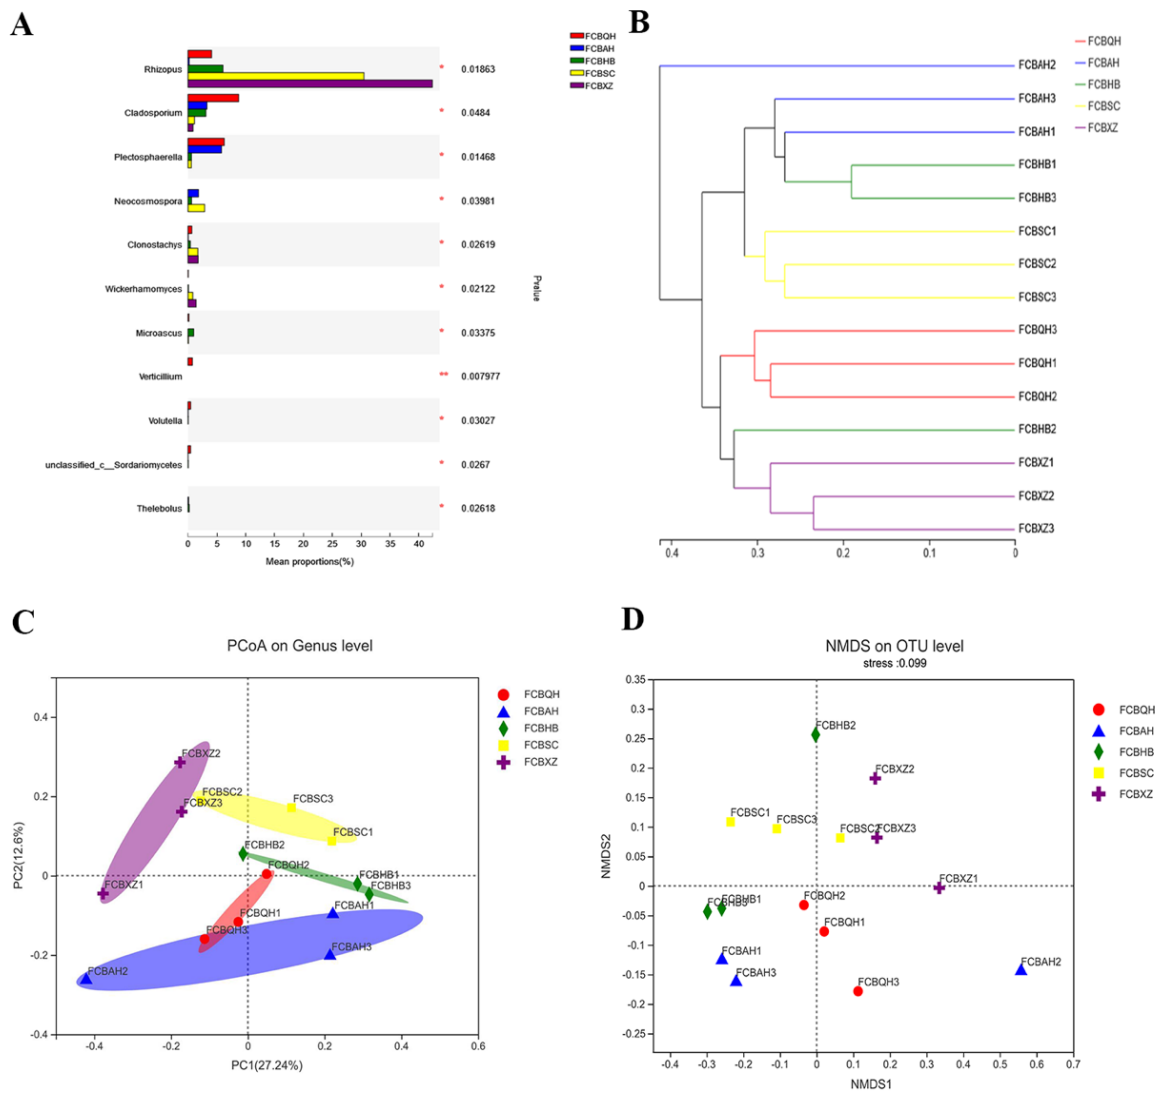 A
FCBQH
FCBAH
FCBHB
FCBSC
FCBXZ
Rhizopus * 0.01863
Cladosporium * 0.0484
Plectosphaerella * 0.01468
Neocosmospora * 0.03981
Clonostachys * 0.02619
Wickerhamomyces * 0.02122
Microascus * 0.03375
Verticillium ** 0.007977
Volutella * 0.03027
unclassified_c__Sordariomycetes * 0.0267
Thelebolus * 0.02618
Pvalue
0 5 10 15 20 25 30 35 40
Mean proportions(%)
B
FCBQH
FCBAH
FCBHB
FCBSC
FCBXZ
FCBAH2
FCBAH3
FCBAH1
FCBHB1
FCBHB3
FCBSC1
FCBSC2
FCBSC3
FCBQH3
FCBQH1
FCBQH2
FCBHB2
FCBXZ1
FCBXZ2
FCBXZ3
0.4 0.3 0.2 0.1 0
C
PCoA on Genus level
FCBQH
FCBAH
FCBHB
FCBSC
FCBXZ
PC2(12.6%)
0.4
0.2
0
-0.2
-0.4
FCBXZ2
FCBSC2
FCBXZ3
FCBSC3
FCBSC1
FCBHB2
FCBQH2
FCBHB1
FCBXZ1
FCBHB3
FCBAH1
FCBQH1
FCBQH3
FCBAH3
FCBAH2
-0.4 -0.2 0 0.2 0.4 0.6
PC1(27.24%)
D
NMDS on OTU level
stress :0.099
FCBQH
FCBAH
FCBHB
FCBSC
FCBXZ
NMDS2
0.35
0.3
0.25
0.2
0.15
0.1
0.05
0
-0.05
-0.1
-0.15
-0.2
-0.25
FCBHB2
FCBXZ2
FCBSC1
FCBSC3
FCBSC2
FCBXZ3
FCBXZ1
FCBHB1
FCBHB3
FCBQH2
FCBQH1
FCBAH1
FCBAH3
FCBAH2
FCBQH3
-0.4 -0.3 -0.2 -0.1 0 0.1 0.2 0.3 0.4 0.5 0.6 0.7
NMDS1